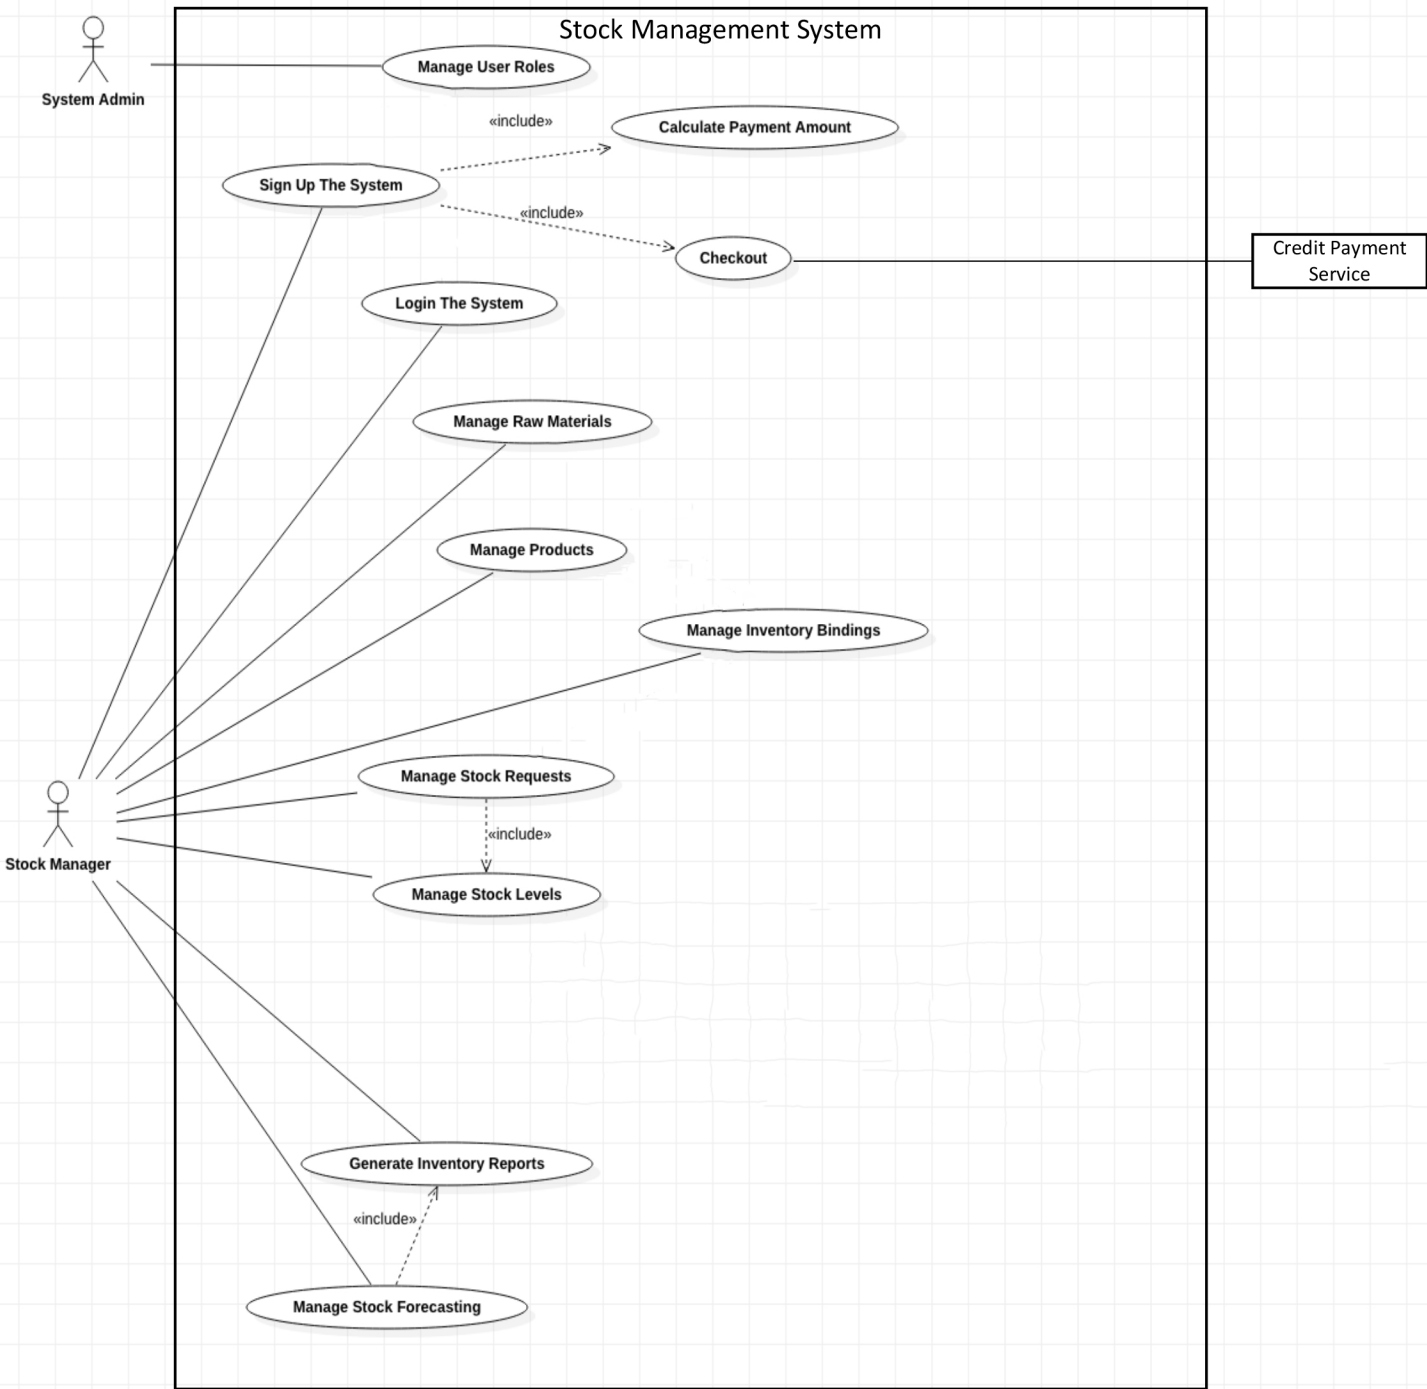 Stock Management System
System Admin
Manage User Roles
«include»
Calculate Payment Amount
Sign Up The System
«include»
Checkout
Credit Payment
Service
Login The System
Manage Raw Materials
Manage Products
Manage Inventory Bindings
Manage Stock Requests
«include»
Stock Manager
Manage Stock Levels
Generate Inventory Reports
«include»
Manage Stock Forecasting